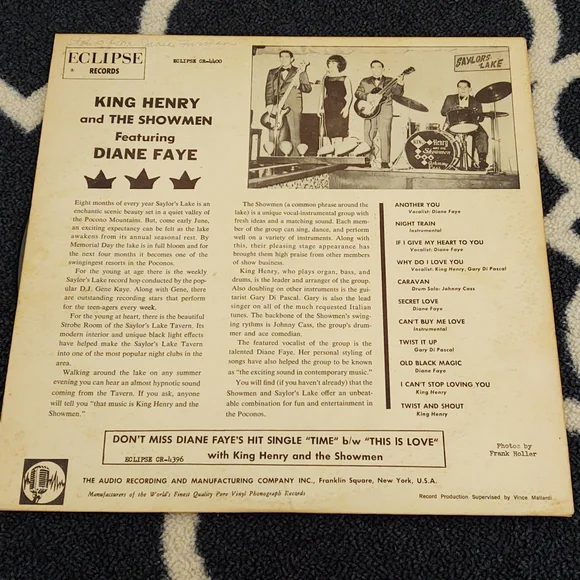 ECLIPSE
RECORDS
ECLIPSE CR-4400
SAYLORS
LAKE
KING HENRY
and THE SHOWMEN
Featuring
DIANE FAYE
Eight months of every year Saylor's Lake is an
enchantic scenic beauty set in a quiet valley of
the Pocono Mountains. But, come early June,
an exciting expectancy can be felt as the lake
awakens from its annual seasonal rest. By
Memorial Day the lake is in full bloom and for
the next four months it becomes one of the
swingingest resorts in the Poconos.
For the young at age there is the weekly
Saylor's Lake record hop conducted by the pop-
ular D.J. Gene Kaye. Along with Gene, there
are outstanding recording stars that perform
for the teen-agers every week.
For the young at heart, there is the beautiful
Strobe Room of the Saylor's Lake Tavern. Its
modern interior and unique black light effects
have helped make the Saylor's Lake Tavern
into one of the most popular night clubs in the
area.
Walking around the lake on any summer
evening you can hear an almost hypnotic sound
coming from the Tavern. If you ask, anyone
will tell you "that music is King Henry and the
Showmen."
The Showmen (a common phrase around the
lake) is a unique vocal-instrumental group with
fresh ideas and a matching sound. Each mem-
ber of the group can sing, dance, and perform
well on a variety of instruments. Along with
this, their pleasing stage appearance has
brought them high praise from other members
of show business.
King Henry, who plays organ, bass, and
drums, is the leader and arranger of the group.
Also doubling on other instruments is the gui-
tarist Gary Di Pascal. Gary is also the lead
singer on all of the much requested Italian
tunes. The backbone of the Showmen's swing-
ing rythms is Johnny Cass, the group's drum-
mer and ace comedian.
The featured vocalist of the group is the
talented Diane Faye. Her personal styling of
songs have also helped the group to be known
as "the exciting sound in contemporary music."
You will find (if you haven't already) that the
Showmen and Saylor's Lake offer an unbeat-
able combination for fun and entertainment in
the Poconos.
ANOTHER YOU
Vocalist: Diane Faye
NIGHT TRAIN
Instrumental
IF I GIVE MY HEART TO YOU
Vocalist: Diane Faye
WHY DO I LOVE YOU
Vocalist: King Henry, Gary Di Pascal
CARAVAN
Drum Solo: Johnny Cass
SECRET LOVE
Diane Faye
CAN'T BUY ME LOVE
Instrumental
TWIST IT UP
Gary Di Pascal
OLD BLACK MAGIC
Diane Faye
I CAN'T STOP LOVING YOU
King Henry
TWIST AND SHOUT
King Henry
DON'T MISS DIANE FAYE'S HIT SINGLE "TIME" b/w "THIS IS LOVE"
ECLIPSE CR-4396
with King Henry and the Showmen
Photos by
Frank Holler
THE AUDIO RECORDING AND MANUFACTURING COMPANY INC., Franklin Square, New York, U.S.A.
Manufacturers of the World's Finest Quality Pure Vinyl Phonograph Records
Record Production Supervised by Vince Maitardi